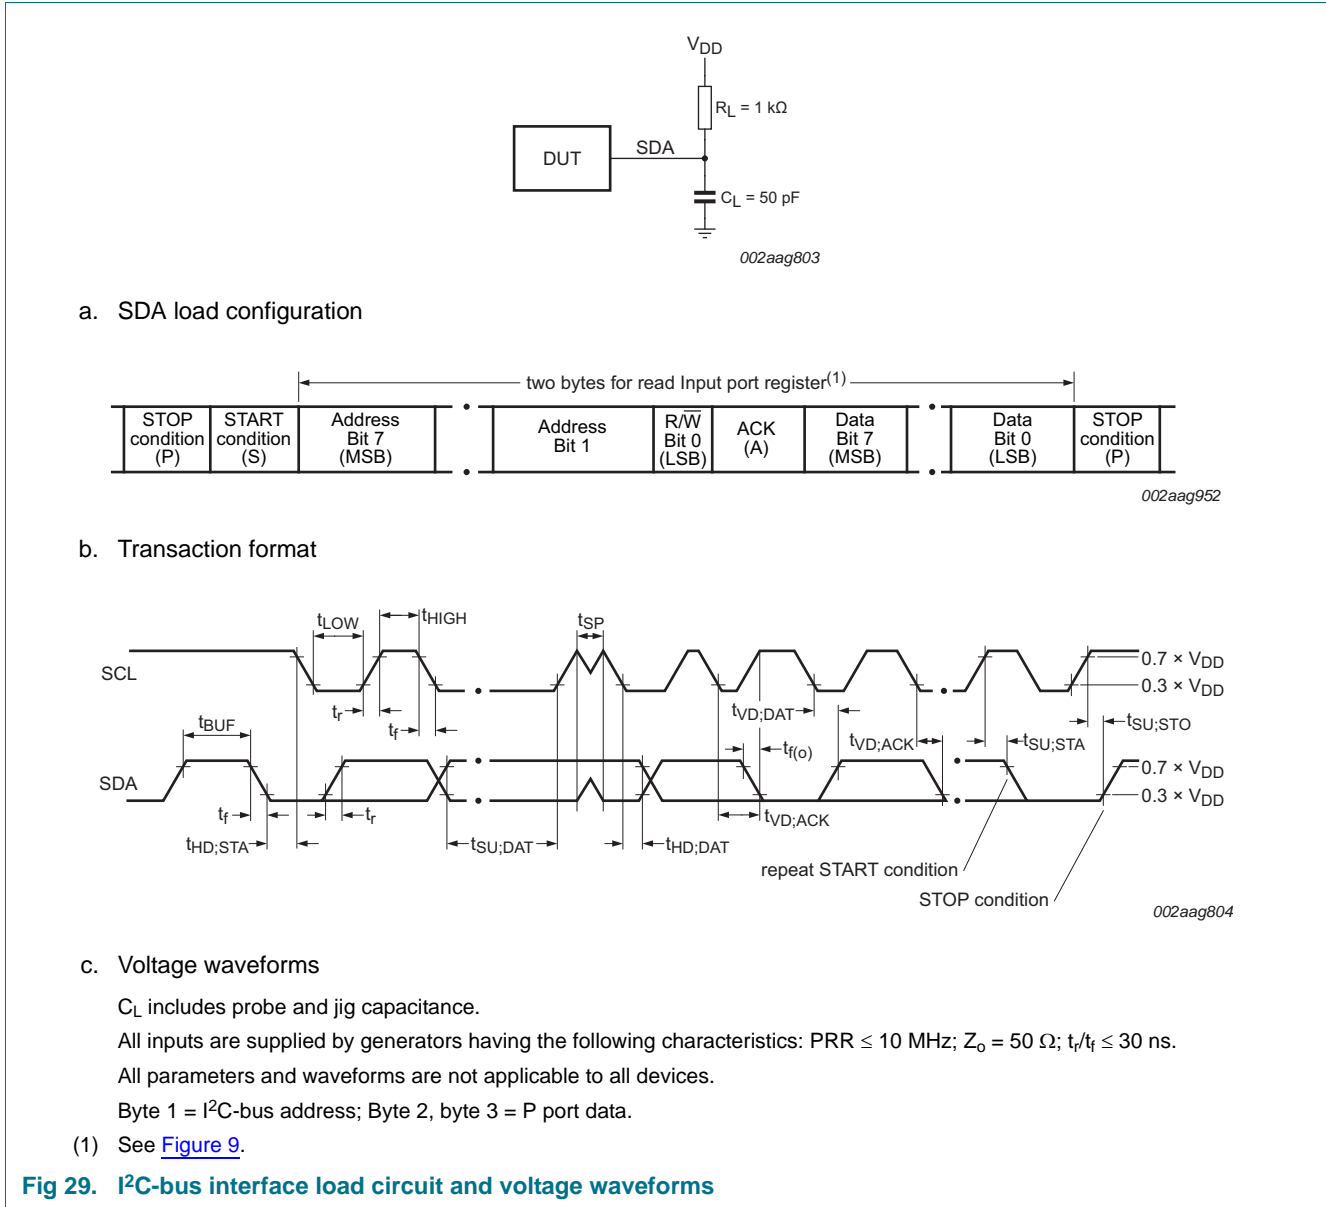 VDD
RL = 1 kΩ
DUT
SDA
CL = 50 pF
002aag803
a. SDA load configuration
two bytes for read Input port register(1)
STOP condition (P)
START condition (S)
Address Bit 7 (MSB)
Address Bit 1
R/W̅ Bit 0 (LSB)
ACK (A)
Data Bit 7 (MSB)
Data Bit 0 (LSB)
STOP condition (P)
002aag952
b. Transaction format
tLOW
tHIGH
tSP
SCL
0.7 × VDD
0.3 × VDD
tr
tf
tBUF
tVD;DAT
tVD;ACK
tSU;STA
tSU;STO
tf(o)
SDA
0.7 × VDD
0.3 × VDD
tf
tr
tVD;ACK
tHD;STA
tSU;DAT
tHD;DAT
repeat START condition
STOP condition
002aag804
c. Voltage waveforms
CL includes probe and jig capacitance.
All inputs are supplied by generators having the following characteristics: PRR ≤ 10 MHz; Zo = 50 Ω; tr/tf ≤ 30 ns.
All parameters and waveforms are not applicable to all devices.
Byte 1 = I²C-bus address; Byte 2, byte 3 = P port data.
(1) See Figure 9.
Fig 29. I²C-bus interface load circuit and voltage waveforms